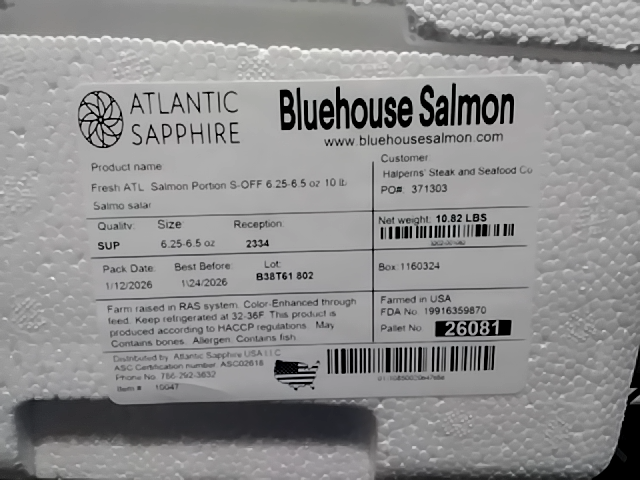 ATLANTIC SAPPHIRE
Bluehouse Salmon
www.bluehousesalmon.com
Product name
Fresh ATL Salmon Portion S-OFF 6.25-6.5 oz 10 lb
Salmo salar
Customer
Halperns' Steak and Seafood Co
PO# 371303
Quality: Size Reception:
SUP 6.25-6.5 oz 2334
Net weight: 10.82 LBS
Pack Date: Best Before: Lot:
1/12/2026 1/24/2026 B38T61 802
Box: 1160324
Farm raised in RAS system. Color-Enhanced through
feed. Keep refrigerated at 32-36F. This product is
produced according to HACCP regulations. May
Contains bones. Allergen: Contains fish.
Farmed in USA
FDA No. 19916359870
Pallet No 26081
Distributed by Atlantic Sapphire USA LLC
ASC Certification number: ASC02618
Phone No. 786-292-3632
Item # 10047